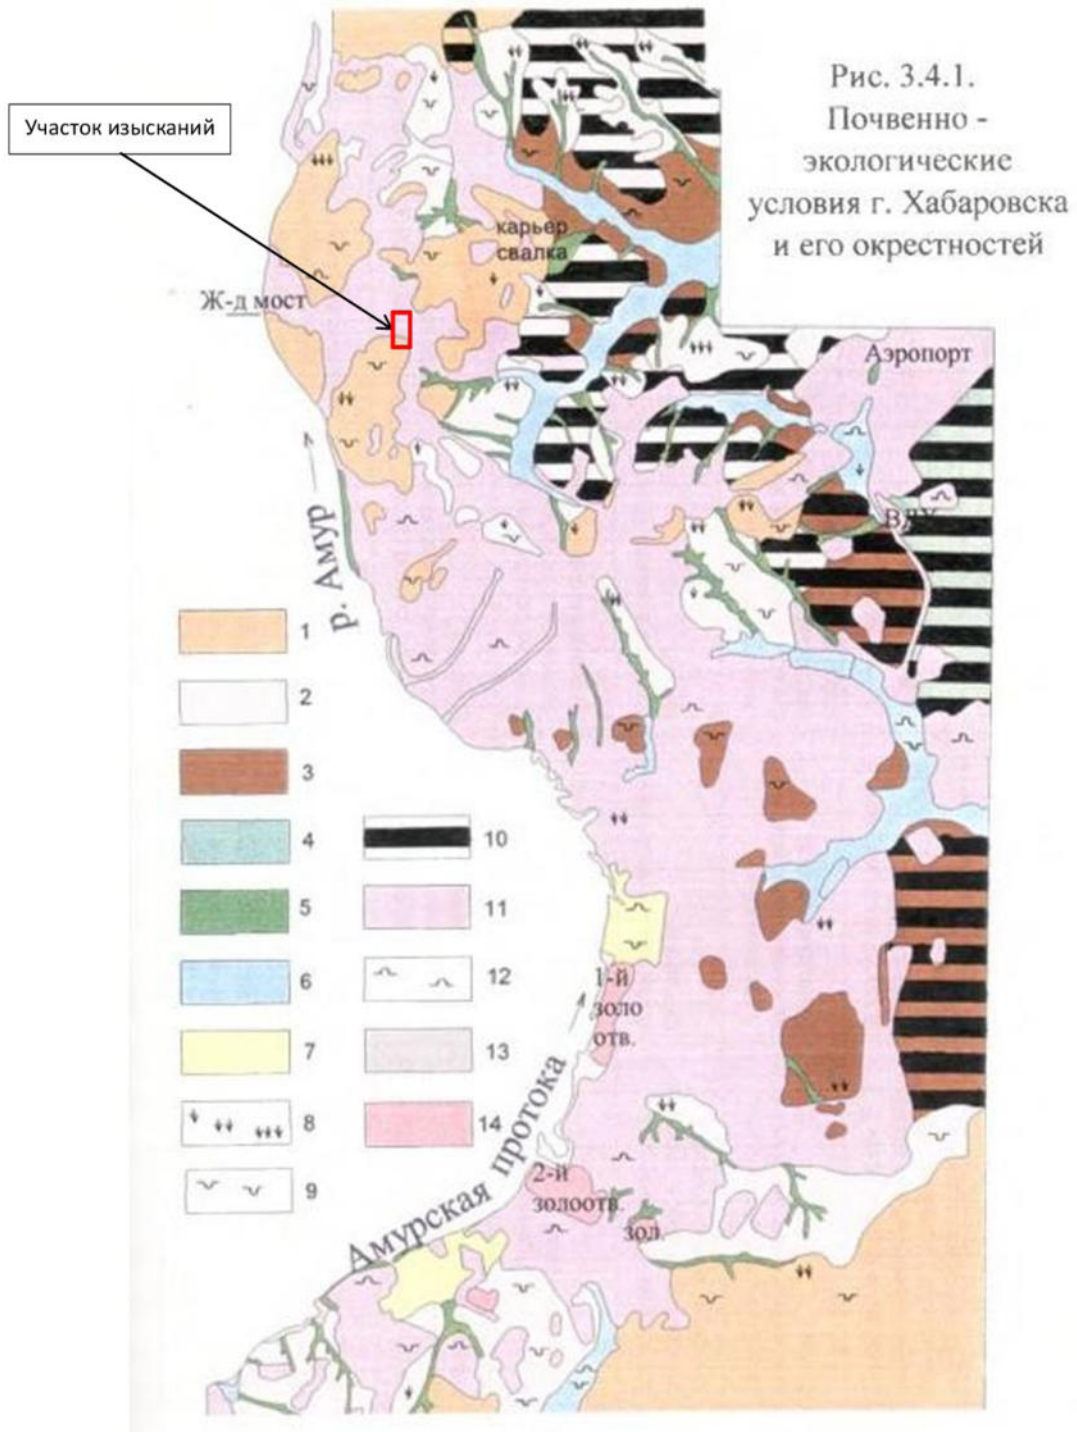 Рис. 3.4.1.
Почвенно -
экологические
условия г. Хабаровска
и его окрестностей
Участок изысканий
карьер
свалка
Ж-д мост
Аэропорт
р. Амур
1
2
3
4
5
6
7
8
9
10
11
12
13
14
1-й
золо
отв.
Амурская протока
2-й
золоотв.
зол.